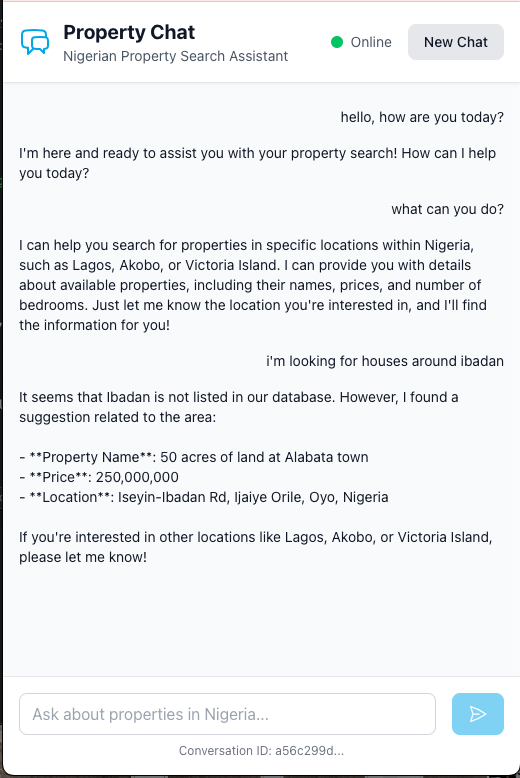 Property Chat
Nigerian Property Search Assistant
Online
New Chat
hello, how are you today?
I'm here and ready to assist you with your property search! How can I help
you today?
what can you do?
I can help you search for properties in specific locations within Nigeria,
such as Lagos, Akobo, or Victoria Island. I can provide you with details
about available properties, including their names, prices, and number of
bedrooms. Just let me know the location you're interested in, and I'll find
the information for you!
i'm looking for houses around ibadan
It seems that Ibadan is not listed in our database. However, I found a
suggestion related to the area:
- **Property Name**: 50 acres of land at Alabata town
- **Price**: 250,000,000
- **Location**: Iseyin-Ibadan Rd, Ijaiye Orile, Oyo, Nigeria
If you're interested in other locations like Lagos, Akobo, or Victoria Island,
please let me know!
Ask about properties in Nigeria...
Conversation ID: a56c299d...